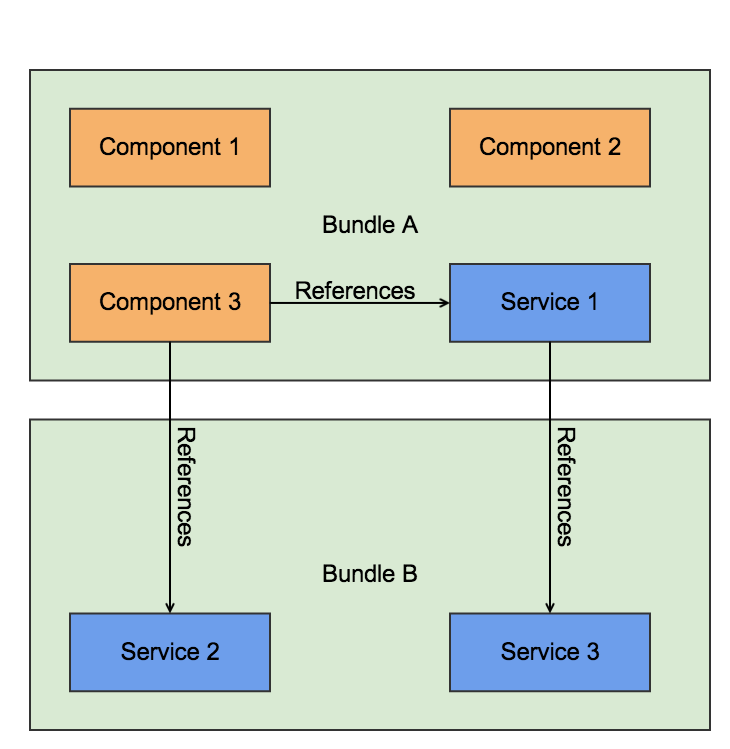 Component 1
Component 2
Bundle A
Component 3
References
Service 1
References
References
Bundle B
Service 2
Service 3